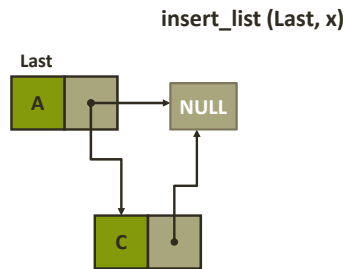 insert_list (Last, x)
Last
A
NULL
C